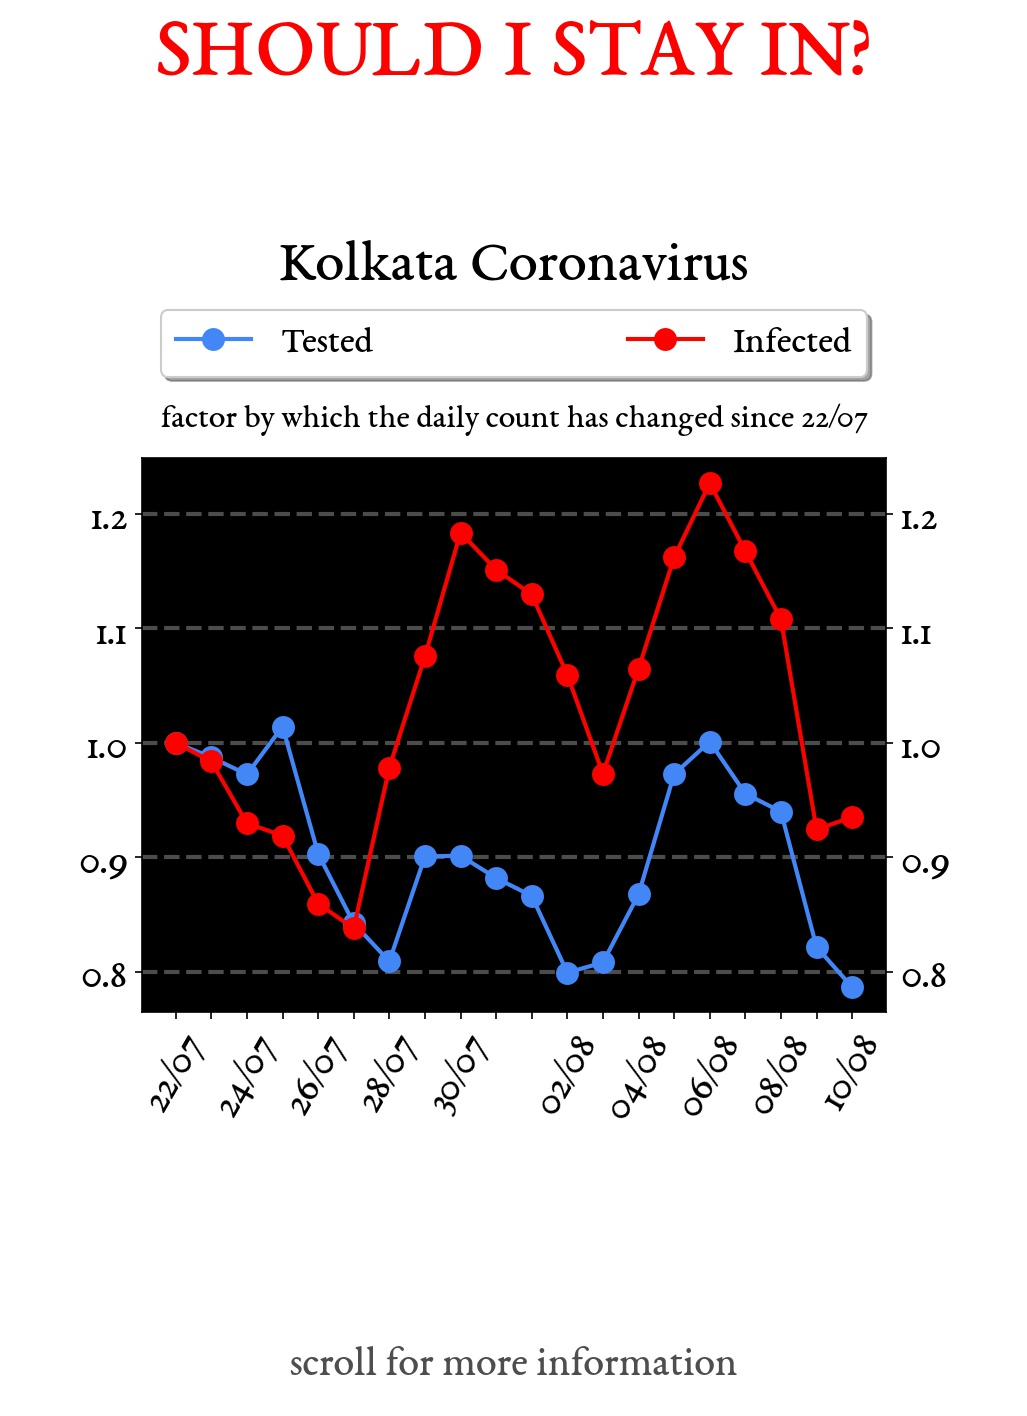 SHOULD I STAY IN?
Kolkata Coronavirus
Tested Infected
factor by which the daily count has changed since 22/07
1.2 1.2
1.1 1.1
1.0 1.0
0.9 0.9
0.8 0.8
22/07 24/07 26/07 28/07 30/07 02/08 04/08 06/08 08/08 10/08
scroll for more information